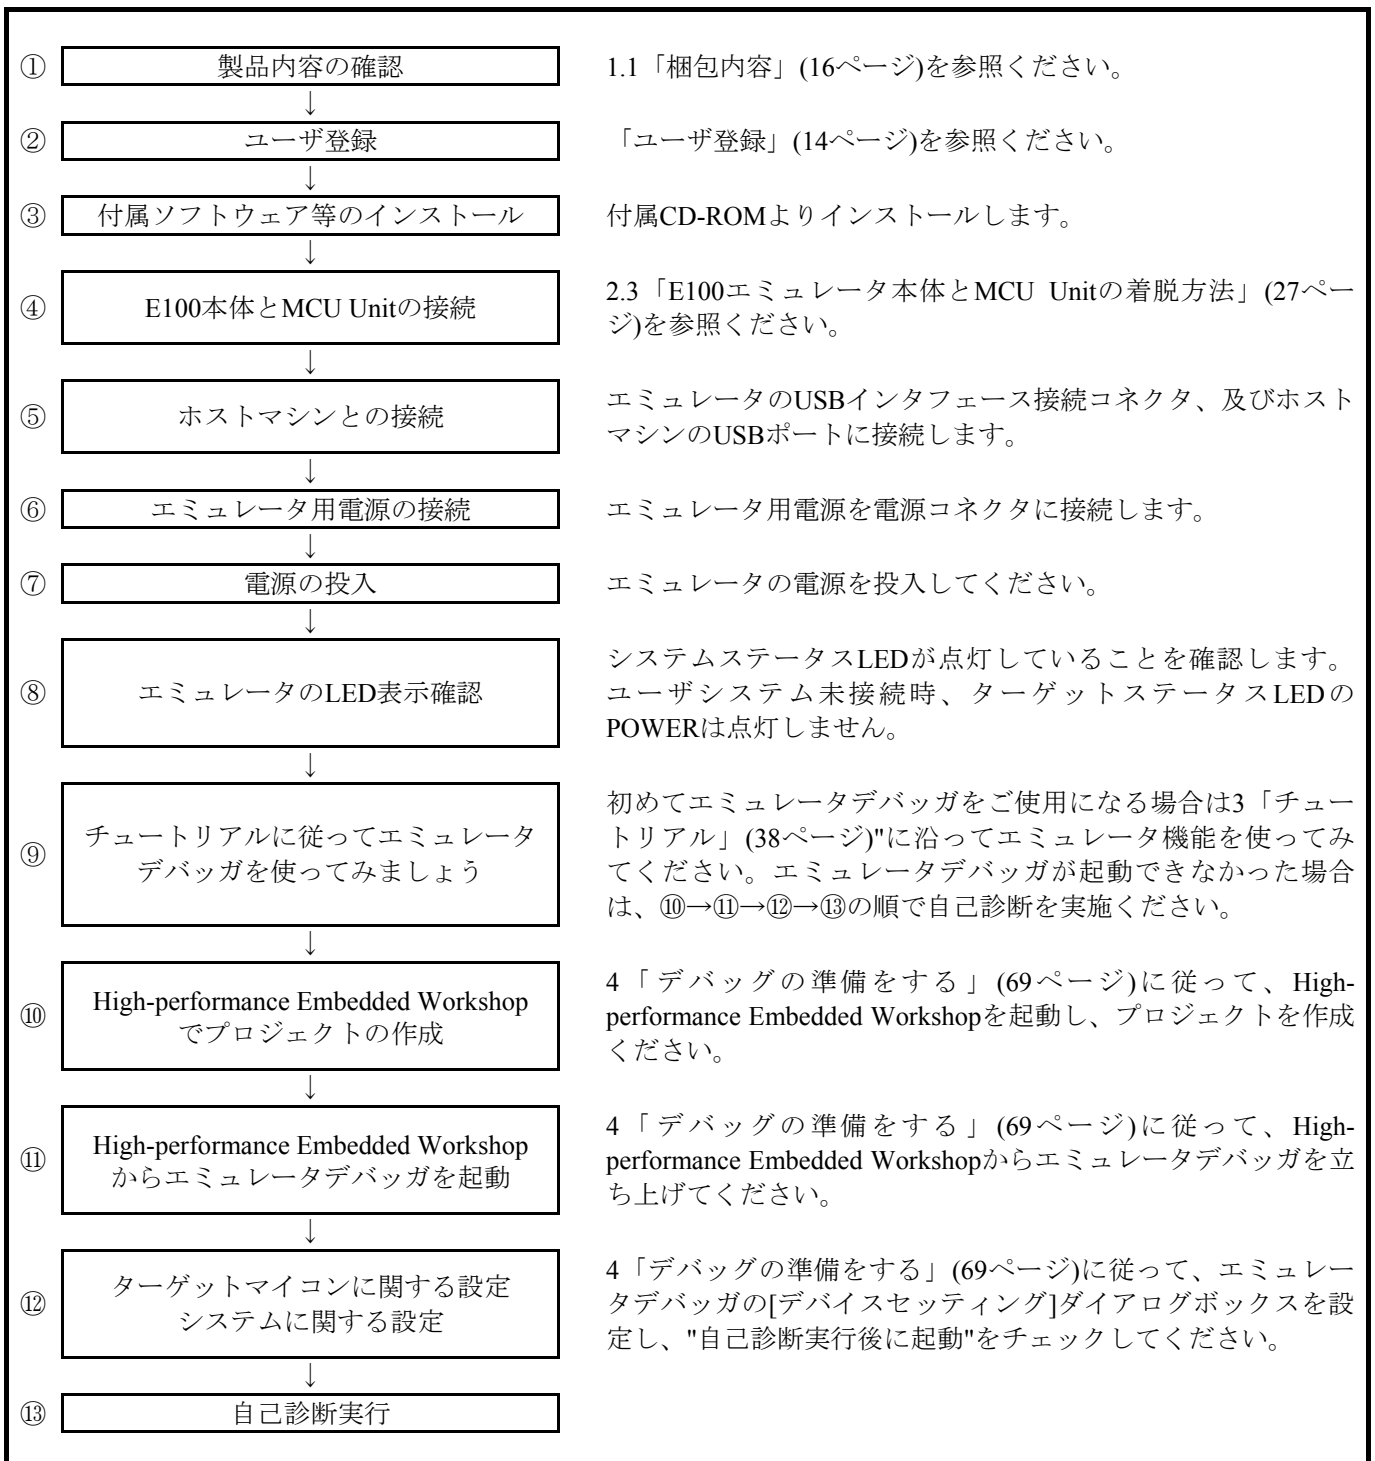 ① 製品内容の確認 1.1「梱包内容」(16ページ)を参照ください。
↓
② ユーザ登録 「ユーザ登録」(14ページ)を参照ください。
↓
③ 付属ソフトウェア等のインストール 付属CD-ROMよりインストールします。
↓
④ E100本体とMCU Unitの接続
2.3「E100エミュレータ本体とMCU Unitの着脱方法」(27ペー
ジ)を参照ください。
↓
⑤ ホストマシンとの接続
エミュレータのUSBインタフェース接続コネクタ、及びホスト
マシンのUSBポートに接続します。
↓
⑥ エミュレータ用電源の接続 エミュレータ用電源を電源コネクタに接続します。
↓
⑦ 電源の投入 エミュレータの電源を投入してください。
↓
⑧ エミュレータのLED表示確認
システムステータスLEDが点灯していることを確認します。
ユーザシステム未接続時、ターゲットステータスLEDの
POWERは点灯しません。
↓
⑨ チュートリアルに従ってエミュレータ
デバッガを使ってみましょう
初めてエミュレータデバッガをご使用になる場合は3「チュー
トリアル」(38ページ)"に沿ってエミュレータ機能を使ってみ
てください。エミュレータデバッガが起動できなかった場合
は、⑩→⑪→⑫→⑬の順で自己診断を実施ください。
↓
⑩ High-performance Embedded Workshop
でプロジェクトの作成
4「デバッグの準備をする」(69ページ)に従って、High-
performance Embedded Workshopを起動し、プロジェクトを作成
ください。
↓
⑪ High-performance Embedded Workshop
からエミュレータデバッガを起動
4「デバッグの準備をする」(69ページ)に従って、High-
performance Embedded Workshopからエミュレータデバッガを立
ち上げてください。
↓
⑫ ターゲットマイコンに関する設定
システムに関する設定
4「デバッグの準備をする」(69ページ)に従って、エミュレー
タデバッガの[デバイスセッティング]ダイアログボックスを設
定し、"自己診断実行後に起動"をチェックしてください。
↓
⑬ 自己診断実行